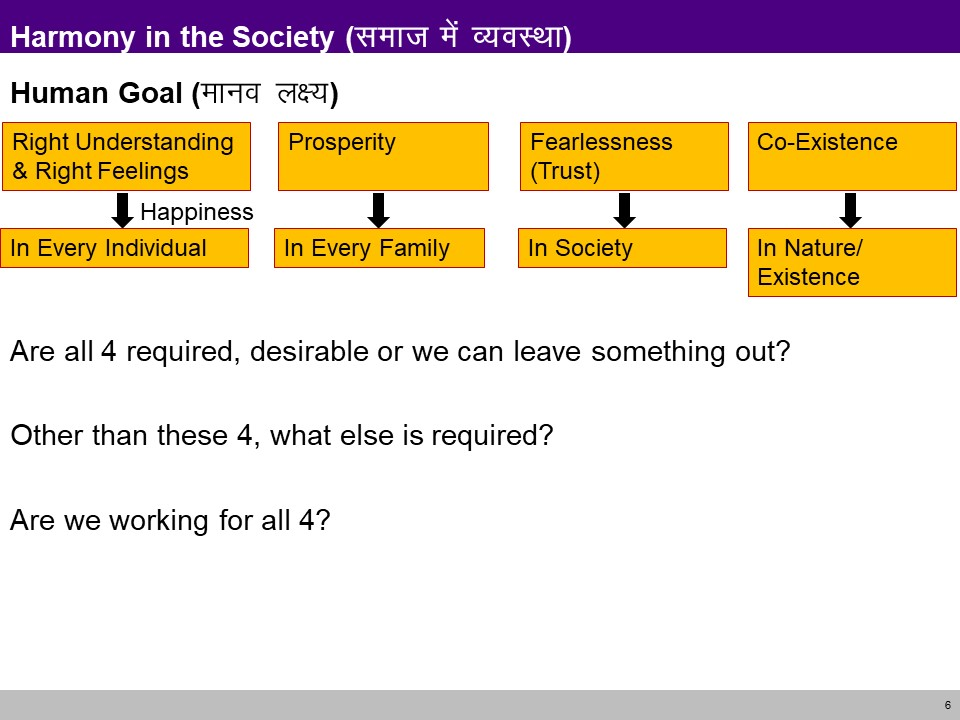 Harmony in the Society (समाज में व्यवस्था)
Human Goal (मानव लक्ष्य)
Right Understanding
& Right Feelings
Prosperity
Fearlessness
(Trust)
Co-Existence
Happiness
In Every Individual
In Every Family
In Society
In Nature/
Existence
Are all 4 required, desirable or we can leave something out?
Other than these 4, what else is required?
Are we working for all 4?
6